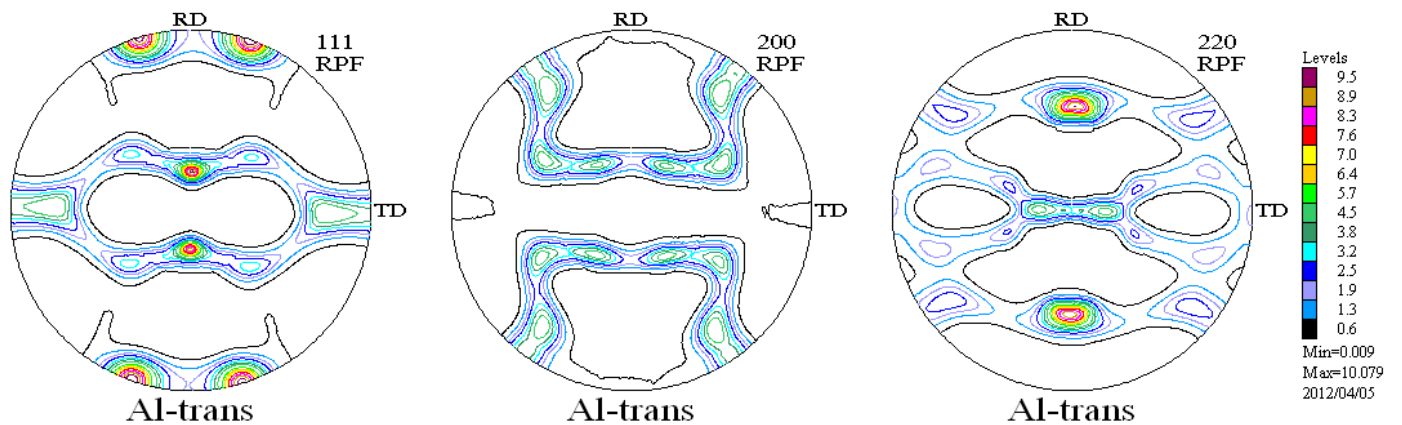 RD
111
RPF
TD
Al-trans
RD
200
RPF
TD
Al-trans
RD
220
RPF
TD
Al-trans
Levels
9.5
8.9
8.3
7.6
7.0
6.4
5.7
4.5
3.8
3.2
2.5
1.9
1.3
0.6
Min=0.009
Max=10.079
2012/04/05